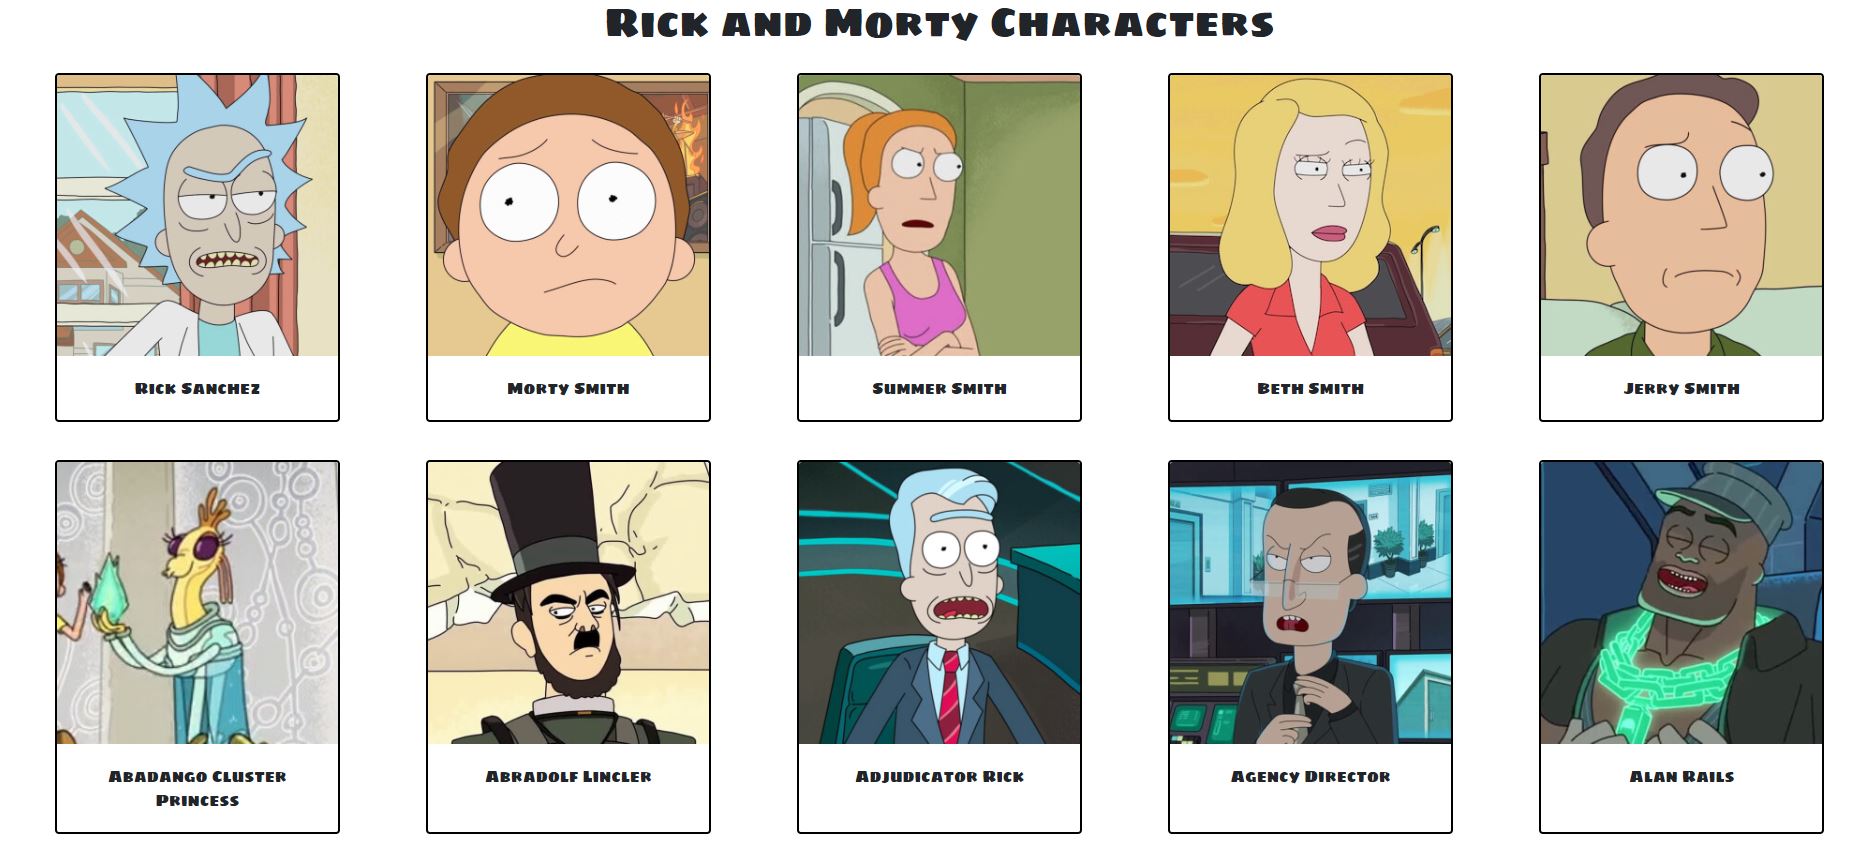 Rick and Morty Characters
Rick Sanchez
Morty Smith
Summer Smith
Beth Smith
Jerry Smith
Abadango Cluster
Princess
Abradolf Lincler
Adjudicator Rick
Agency Director
Alan Rails